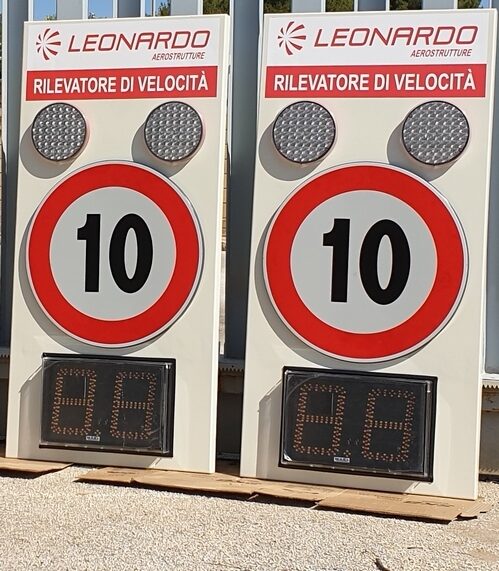 LEONARDO
AEROSTRUTTURE
RILEVATORE DI VELOCITÀ
10
LEONARDO
AEROSTRUTTURE
RILEVATORE DI VELOCITÀ
10